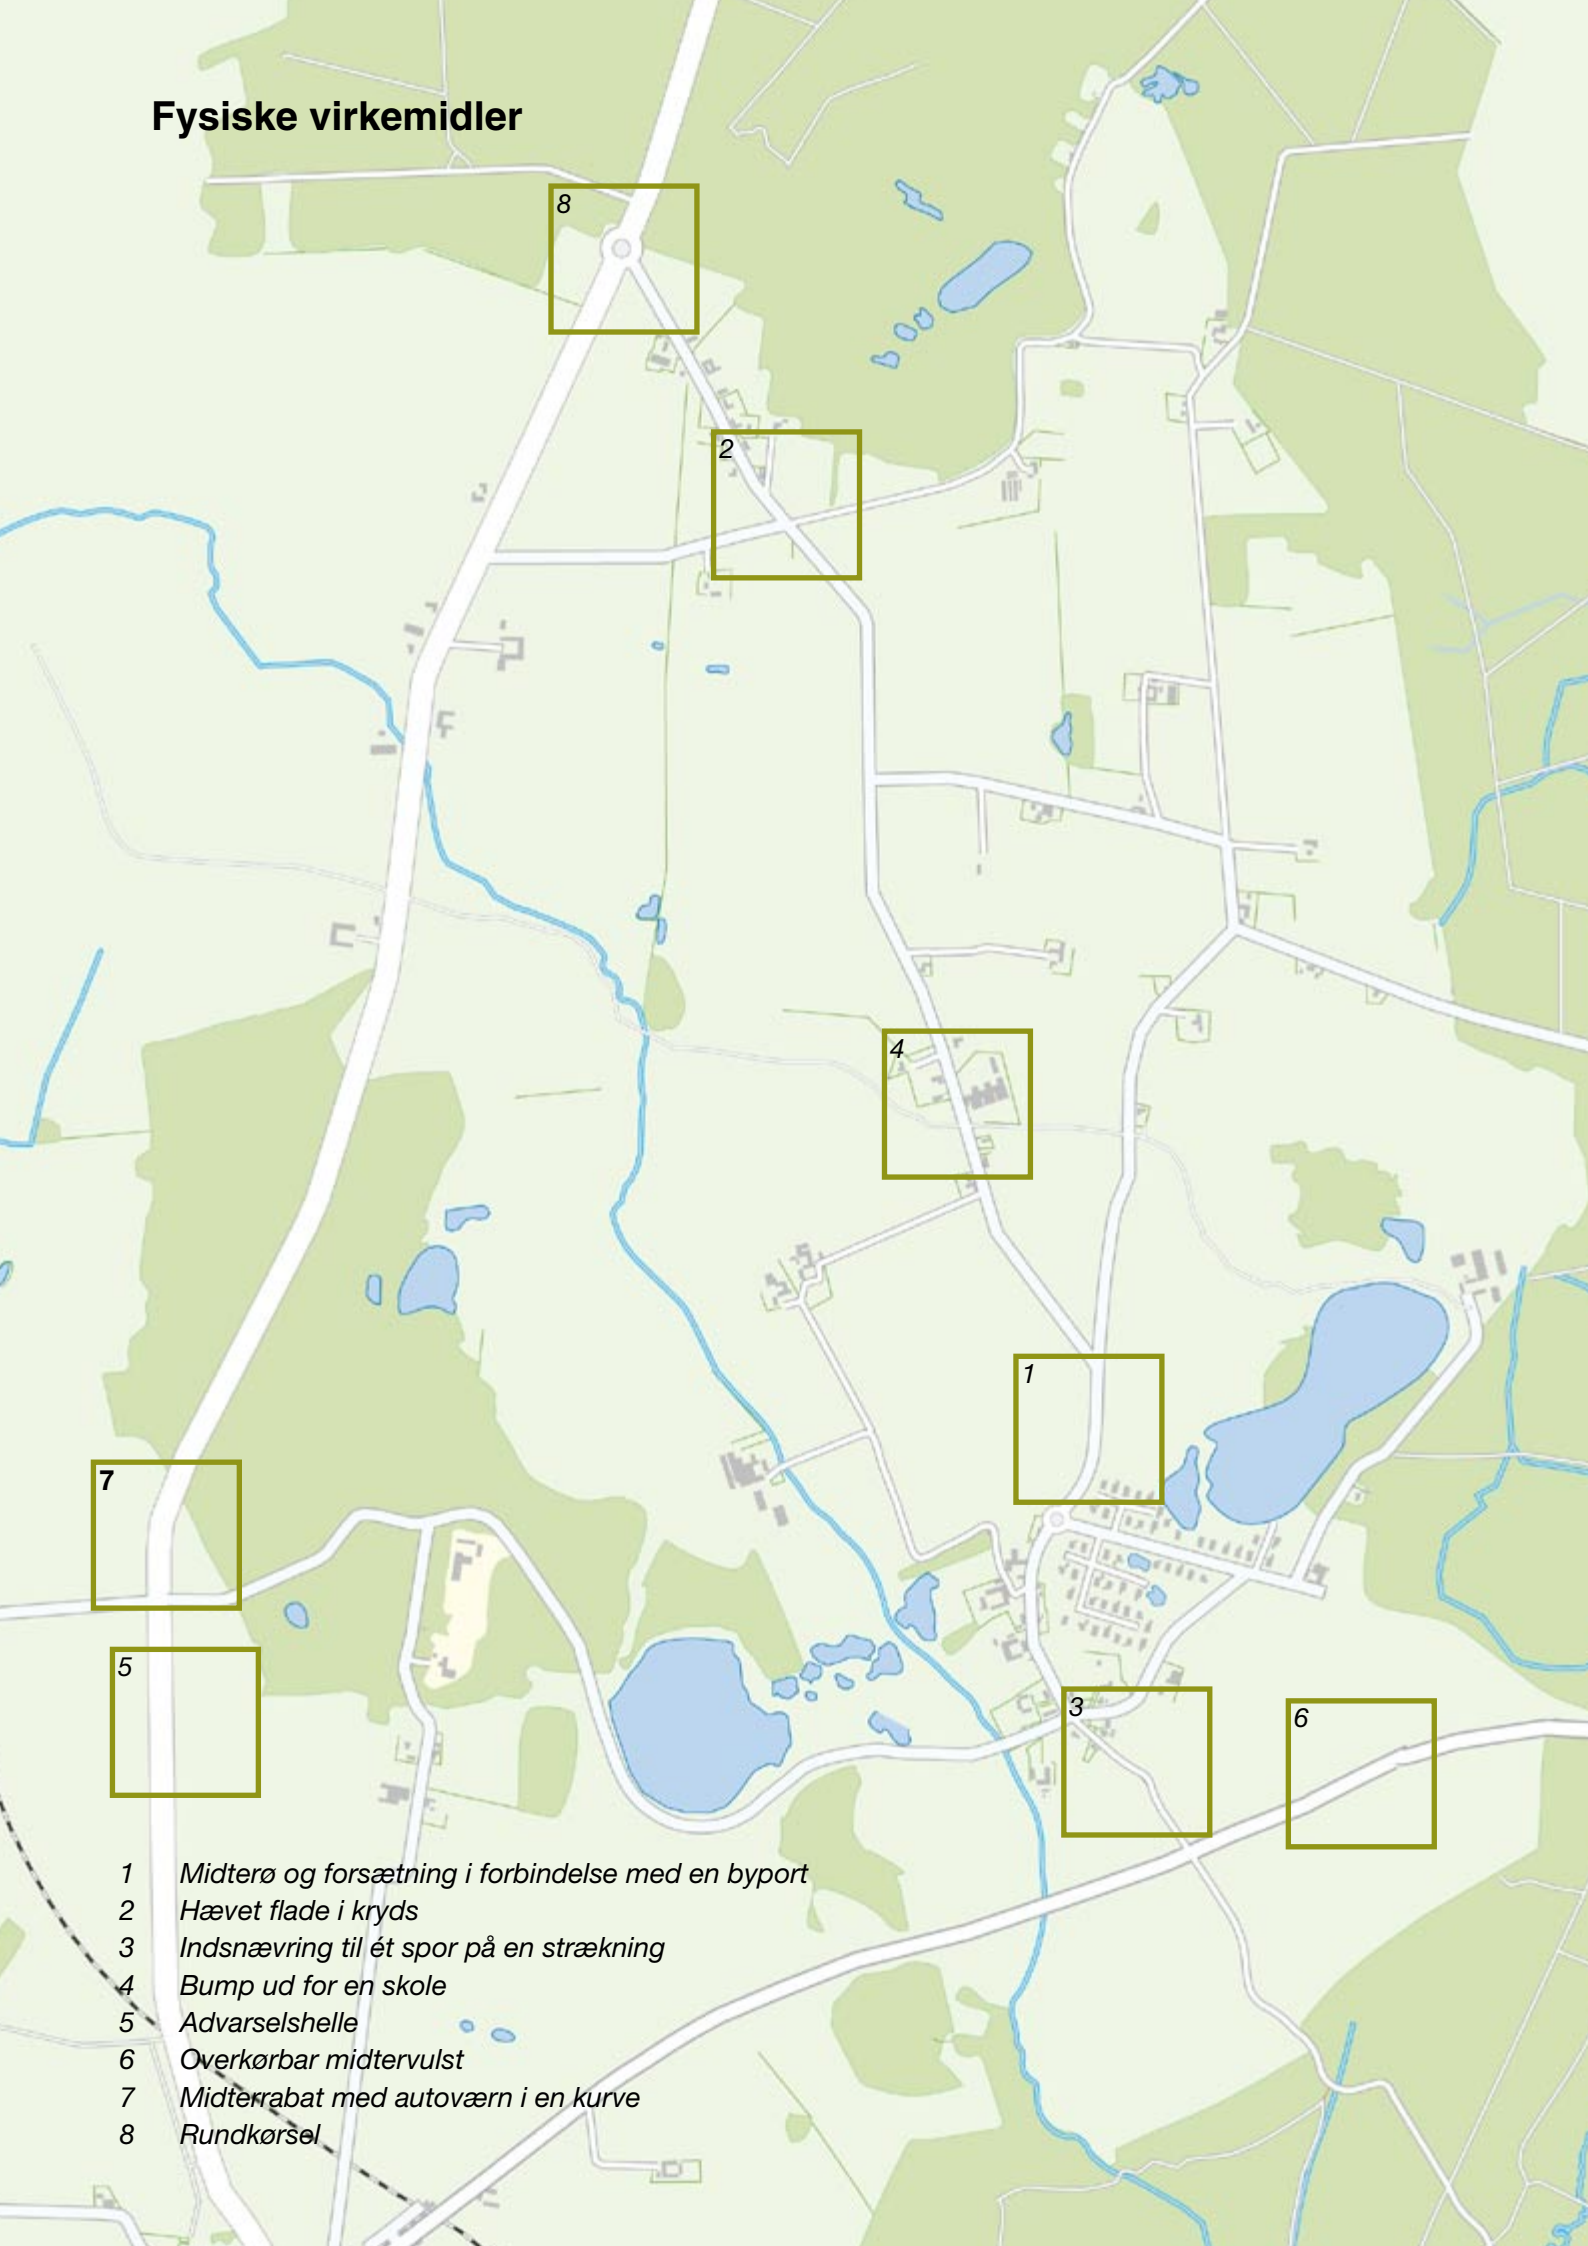 Fysiske virkemidler
8
2
4
1
7
5
3
6
1 Midterø og forsætning i forbindelse med en byport
2 Hævet flade i kryds
3 Indsnævring til ét spor på en strækning
4 Bump ud for en skole
5 Advarselshelle
6 Overkørbar midtervulst
7 Midterrabat med autoværn i en kurve
8 Rundkørsel